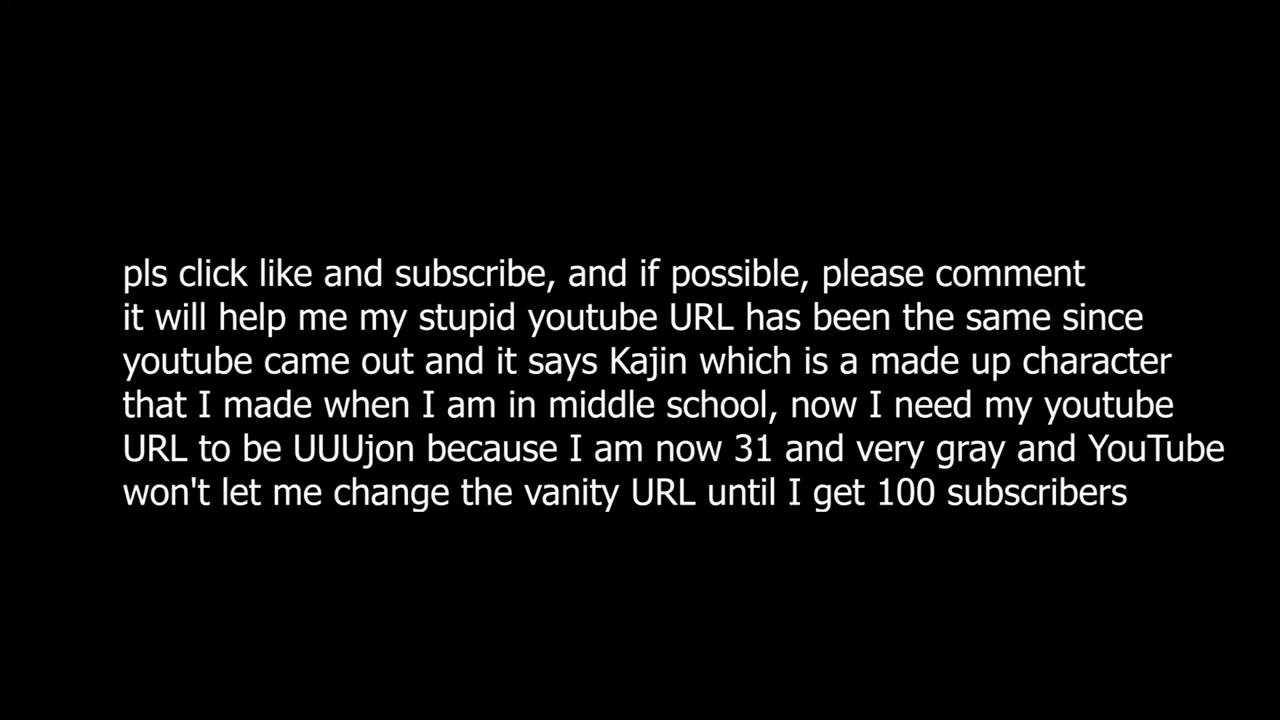 pls click like and subscribe, and if possible, please comment
it will help me my stupid youtube URL has been the same since
youtube came out and it says Kajin which is a made up character
that I made when I am in middle school, now I need my youtube
URL to be UUUjon because I am now 31 and very gray and YouTube
won't let me change the vanity URL until I get 100 subscribers